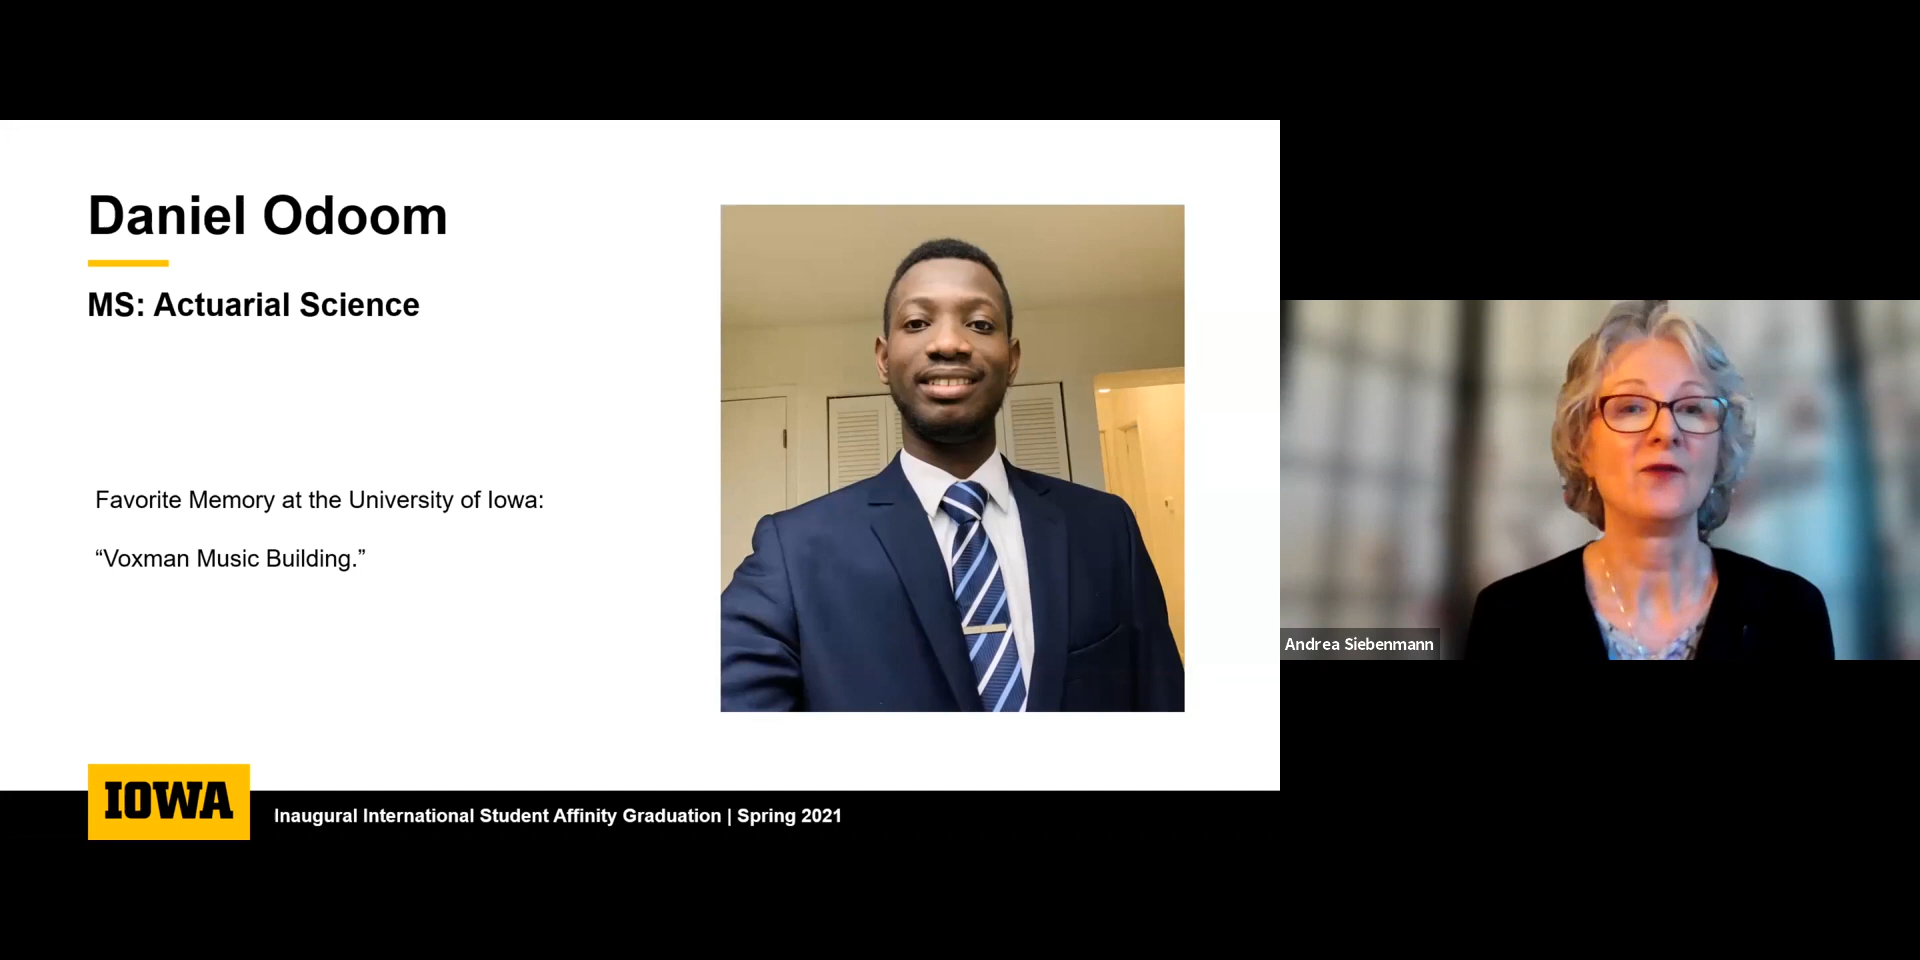 Daniel Odoom
MS: Actuarial Science
Favorite Memory at the University of Iowa:
“Voxman Music Building.”
Andrea Siebenmann
IOWA
Inaugural International Student Affinity Graduation | Spring 2021